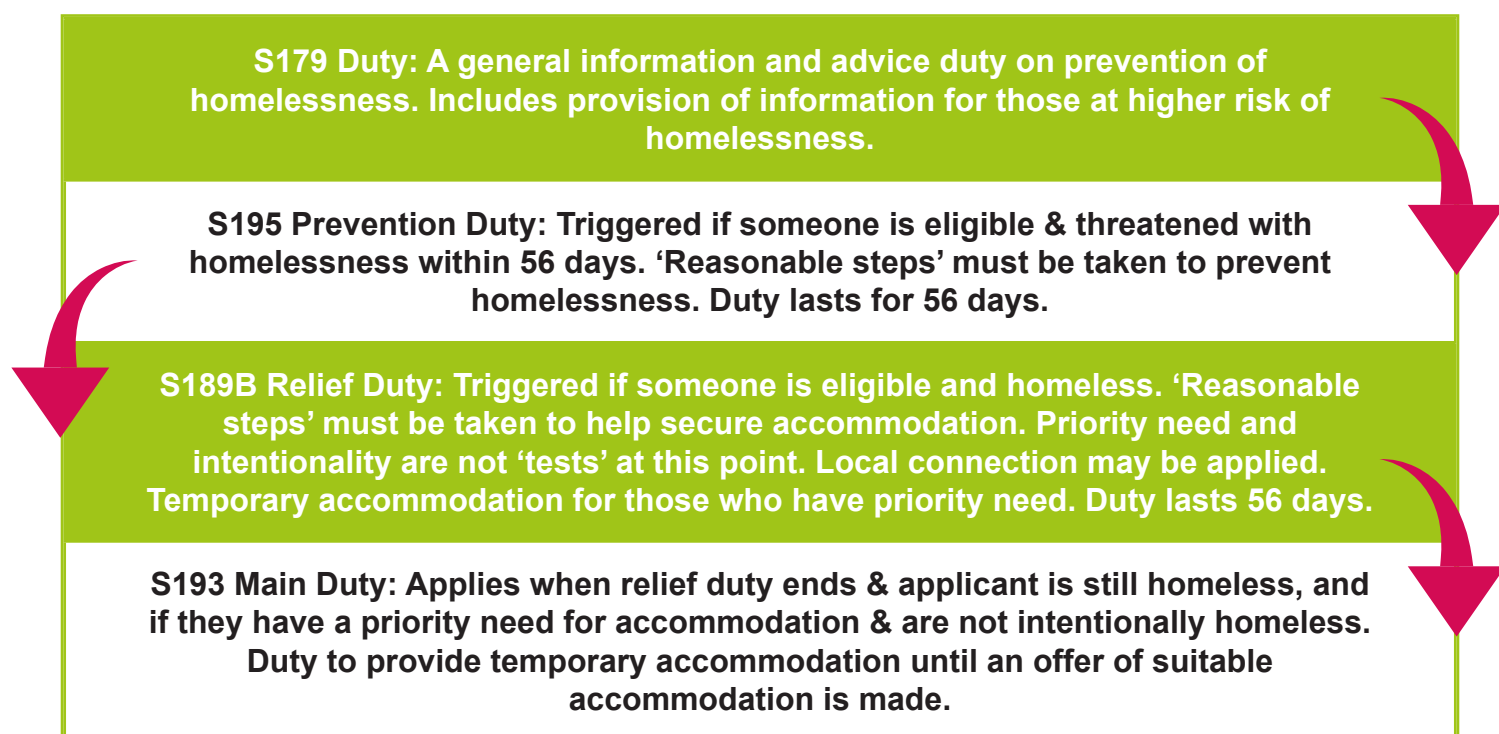 S179 Duty: A general information and advice duty on prevention of
homelessness. Includes provision of information for those at higher risk of
homelessness.
S195 Prevention Duty: Triggered if someone is eligible & threatened with
homelessness within 56 days. ‘Reasonable steps’ must be taken to prevent
homelessness. Duty lasts for 56 days.
S189B Relief Duty: Triggered if someone is eligible and homeless. ‘Reasonable
steps’ must be taken to help secure accommodation. Priority need and
intentionality are not ‘tests’ at this point. Local connection may be applied.
Temporary accommodation for those who have priority need. Duty lasts 56 days.
S193 Main Duty: Applies when relief duty ends & applicant is still homeless, and
if they have a priority need for accommodation & are not intentionally homeless.
Duty to provide temporary accommodation until an offer of suitable
accommodation is made.